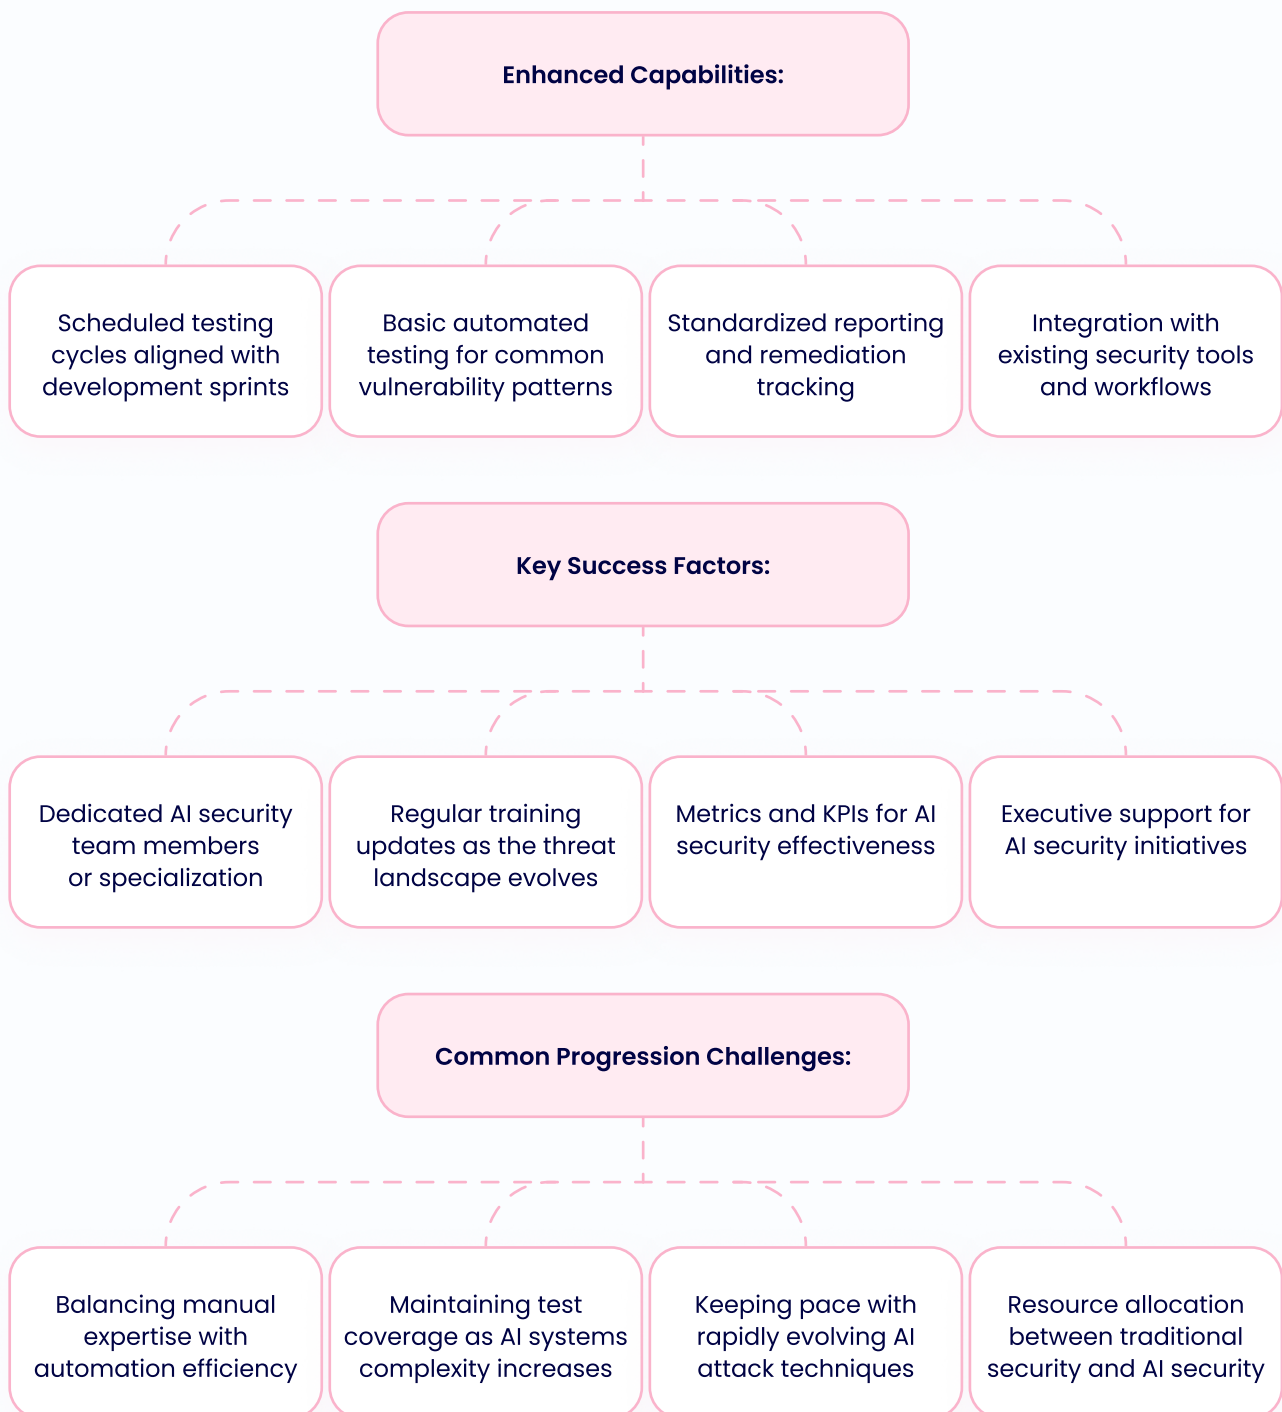 Enhanced Capabilities:
Scheduled testing
cycles aligned with
development sprints
Basic automated
testing for common
vulnerability patterns
Standardized reporting
and remediation
tracking
Integration with
existing security tools
and workflows
Key Success Factors:
Dedicated AI security
team members
or specialization
Regular training
updates as the threat
landscape evolves
Metrics and KPIs for AI
security effectiveness
Executive support for
AI security initiatives
Common Progression Challenges:
Balancing manual
expertise with
automation efficiency
Maintaining test
coverage as AI systems
complexity increases
Keeping pace with
rapidly evolving AI
attack techniques
Resource allocation
between traditional
security and AI security